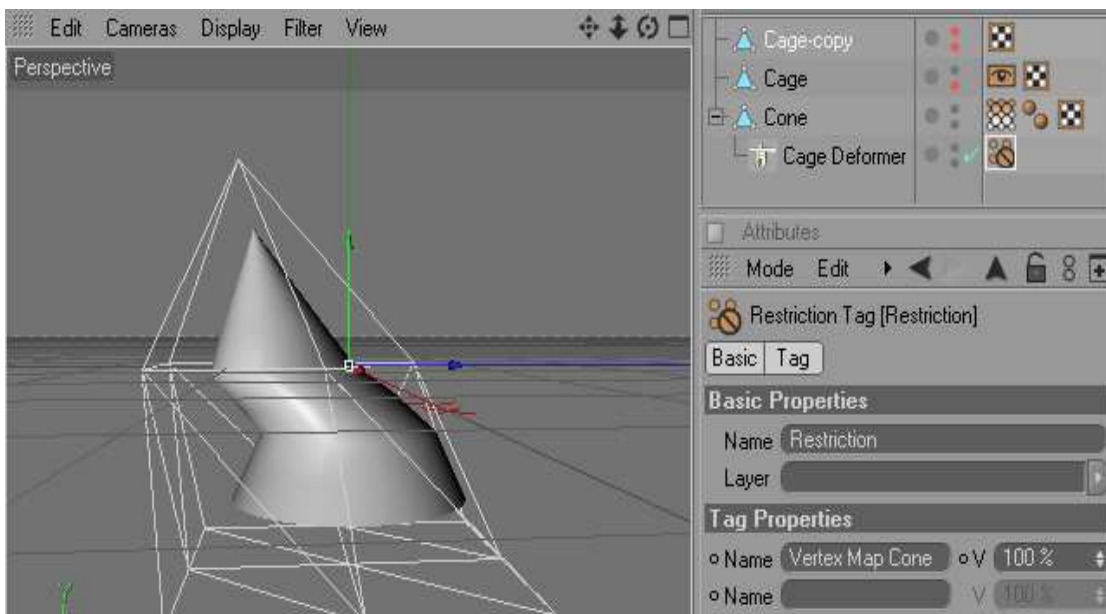 Edit Cameras Display Filter View
Perspective
Y
Cage-copy
Cage
Cone
Cage Deformer
Attributes
Mode Edit
Restriction Tag [Restriction]
Basic Tag
Basic Properties
Name Restriction
Layer
Tag Properties
Name Vertex Map Cone V 100 %
Name V 100 %